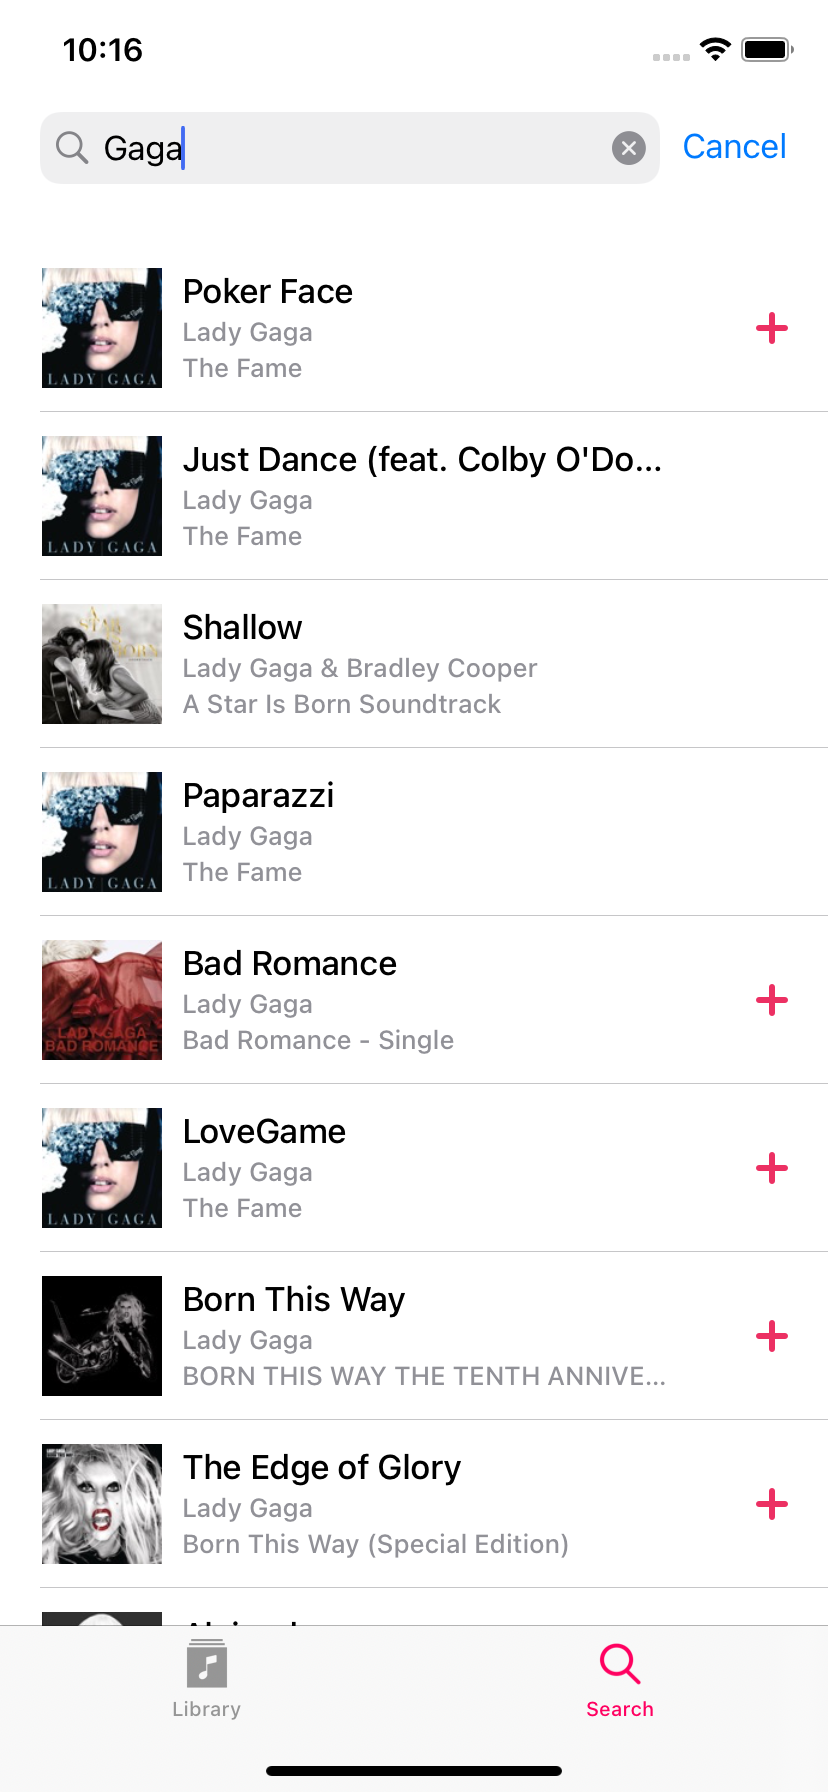 10:16
Gaga
Cancel
LADY GAGA
Poker Face
Lady Gaga
The Fame
LADY GAGA
Just Dance (feat. Colby O'Do...
Lady Gaga
The Fame
A STAR IS BORN
Shallow
Lady Gaga & Bradley Cooper
A Star Is Born Soundtrack
LADY GAGA
Paparazzi
Lady Gaga
The Fame
LADY GAGA
BAD ROMANCE
Bad Romance
Lady Gaga
Bad Romance - Single
LADY GAGA
LoveGame
Lady Gaga
The Fame
Born This Way
Lady Gaga
BORN THIS WAY THE TENTH ANNIVE...
The Edge of Glory
Lady Gaga
Born This Way (Special Edition)
Library
Search